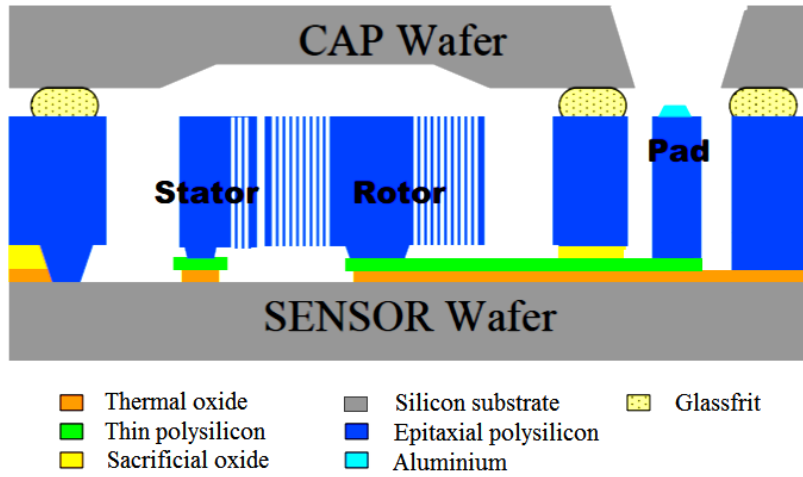 CAP Wafer
Pad
Stator Rotor
SENSOR Wafer
Thermal oxide Silicon substrate Glassfrit
Thin polysilicon Epitaxial polysilicon
Sacrificial oxide Aluminium